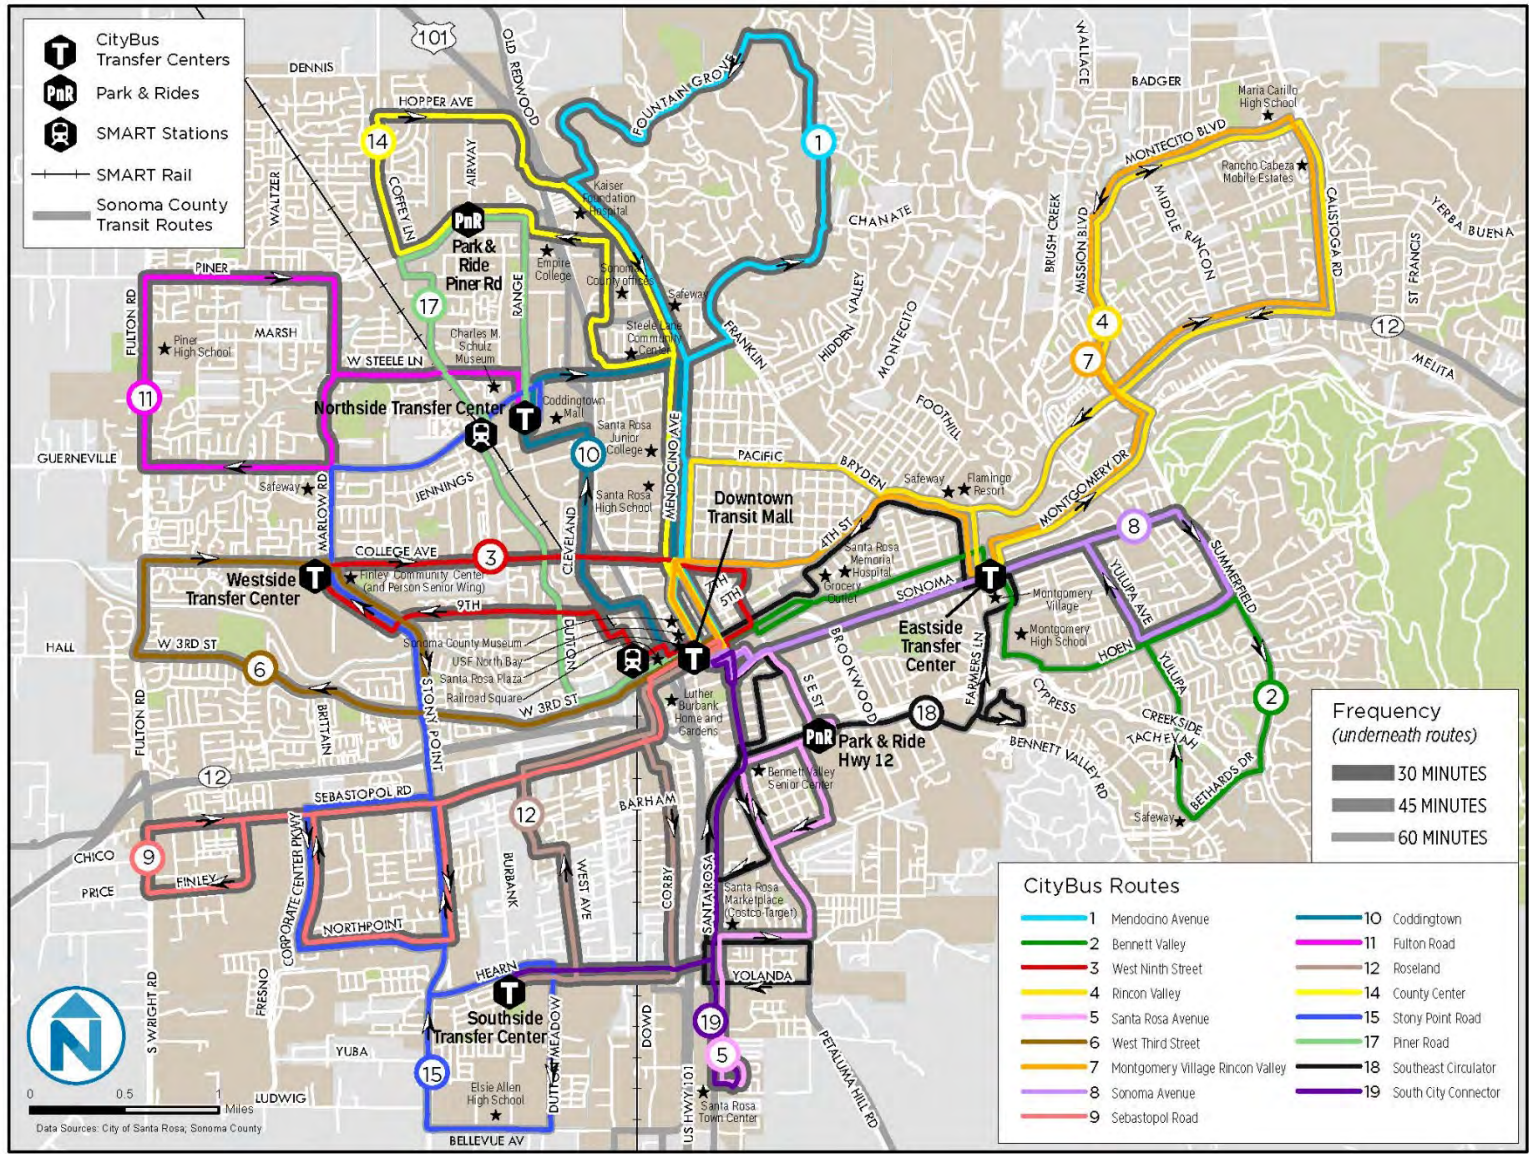 CityBus
Transfer Centers
Park & Rides
SMART Stations
SMART Rail
Sonoma County
Transit Routes
T
PnR
101
DENNIS
HOPPER AVE
OLD REDWOOD
FOUNTAIN GROVE
WALLACE
BADGER
Maria Carillo
High School
MONTECITO BLVD
Rancho Cabeza
Mobile Estates
14
1
AIRWAY
WALTZER
COFFEY LN
Kaiser
Foundation
Hospital
CHANATE
BRUSH CREEK
MISSION BLVD
MIDDLE RINCON
CALISTOGA RD
YERBA BUENA
ST FRANCIS
PnR
Park &
Ride
Piner Rd
Empire
College
Sonoma
County offices
Safeway
PINER
FULTON RD
RANGE
17
MARSH
Piner
High School
Charles M.
Schulz
Museum
Steele Lane
Community
Center
FRANKLIN
HIDDEN VALLEY
MONTECITO
4
7
12
MELITA
W STEELE LN
11
Northside Transfer Center
T
Coddingtown
Mall
Santa Rosa
Junior
College
MENDOCINO AVE
FOOTHILL
10
GUERNEVILLE
Safeway
MARLOW RD
JENNINGS
PACIFIC
BRYDEN
Santa Rosa
High School
Downtown
Transit Mall
Safeway
Flamingo
Resort
MONTGOMERY DR
8
CLEVELAND
4TH ST
COLLEGE AVE
3
Westside
Transfer Center
T
Finley Community Center
(and Person Senior Wing)
7TH
5TH
Santa Rosa
Memorial
Hospital
Grocery
Outlet
SONOMA
T
Montgomery
Village
YULUPA AVE
SUMMERFIELD
9TH
DUTTON
Sonoma County Museum
USF North Bay
Santa Rosa Plaza
Railroad Square
T
BROOKWOOD
Eastside
Transfer
Center
Montgomery
High School
HOEN
HALL
W 3RD ST
6
STONY POINT
W 3RD ST
Luther
Burbank
Home and
Gardens
S E ST
FARMERS LN
CYPRESS
YULUPA
2
FULTON RD
BRITTAIN
PnR
Park & Ride
Hwy 12
18
CREEKSIDE
TACHEVAH
BENNETT VALLEY RD
BETHARDS DR
12
SEBASTOPOL RD
Bennett Valley
Senior Center
Safeway
12
BARHAM
CHICO
9
PRICE
FINLEY
CORPORATE CENTER PKWY
NORTHPOINT
BURBANK
WEST AVE
CORBY
SANTA ROSA
Santa Rosa
Marketplace
(Costco-Target)
HEARN
YOLANDA
T
Southside
Transfer Center
S WRIGHT RD
FRESNO
DUTTON MEADOW
DOWD
19
5
PETALUMA HILL RD
YUBA
15
LUDWIG
Elsie Allen
High School
BELLEVUE AV
US HWY 101
Santa Rosa
Town Center
N
0 0.5 1
Miles
Data Sources: City of Santa Rosa; Sonoma County
Frequency
(underneath routes)
30 MINUTES
45 MINUTES
60 MINUTES
CityBus Routes
1 Mendocino Avenue
2 Bennett Valley
3 West Ninth Street
4 Rincon Valley
5 Santa Rosa Avenue
6 West Third Street
7 Montgomery Village Rincon Valley
8 Sonoma Avenue
9 Sebastopol Road
10 Coddingtown
11 Fulton Road
12 Roseland
14 County Center
15 Stony Point Road
17 Piner Road
18 Southeast Circulator
19 South City Connector